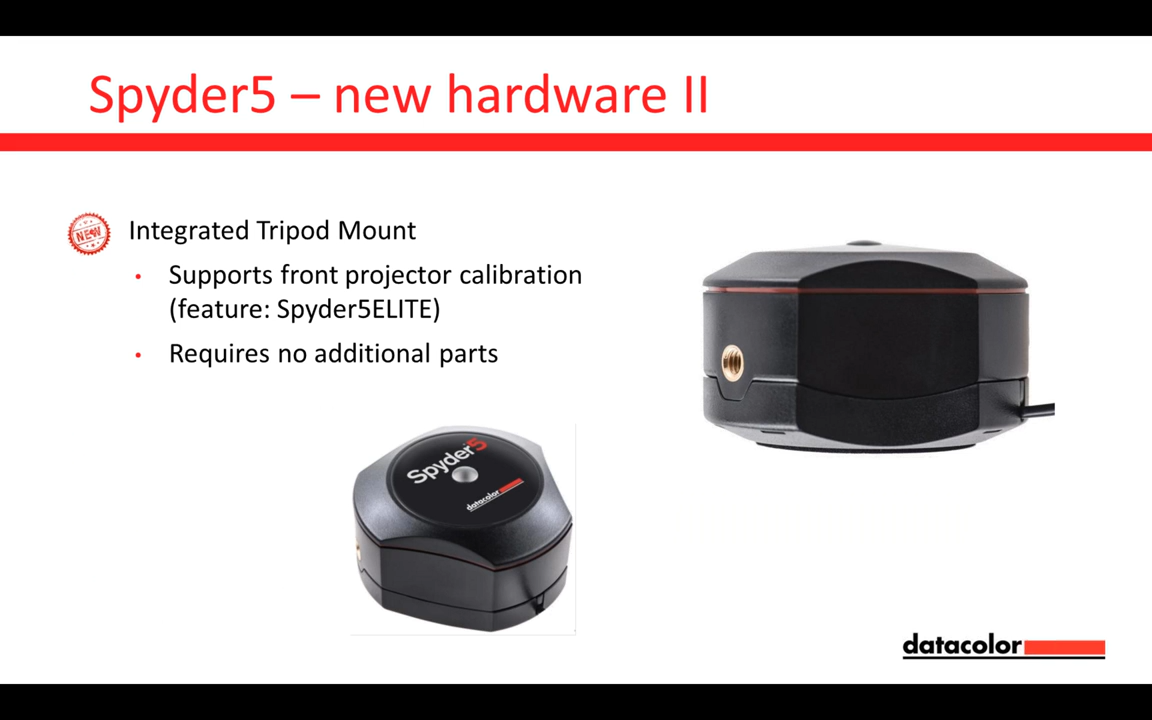 Spyder5 – new hardware II
NEW
Integrated Tripod Mount
• Supports front projector calibration
(feature: Spyder5ELITE)
• Requires no additional parts
Spyder5
datacolor
datacolor